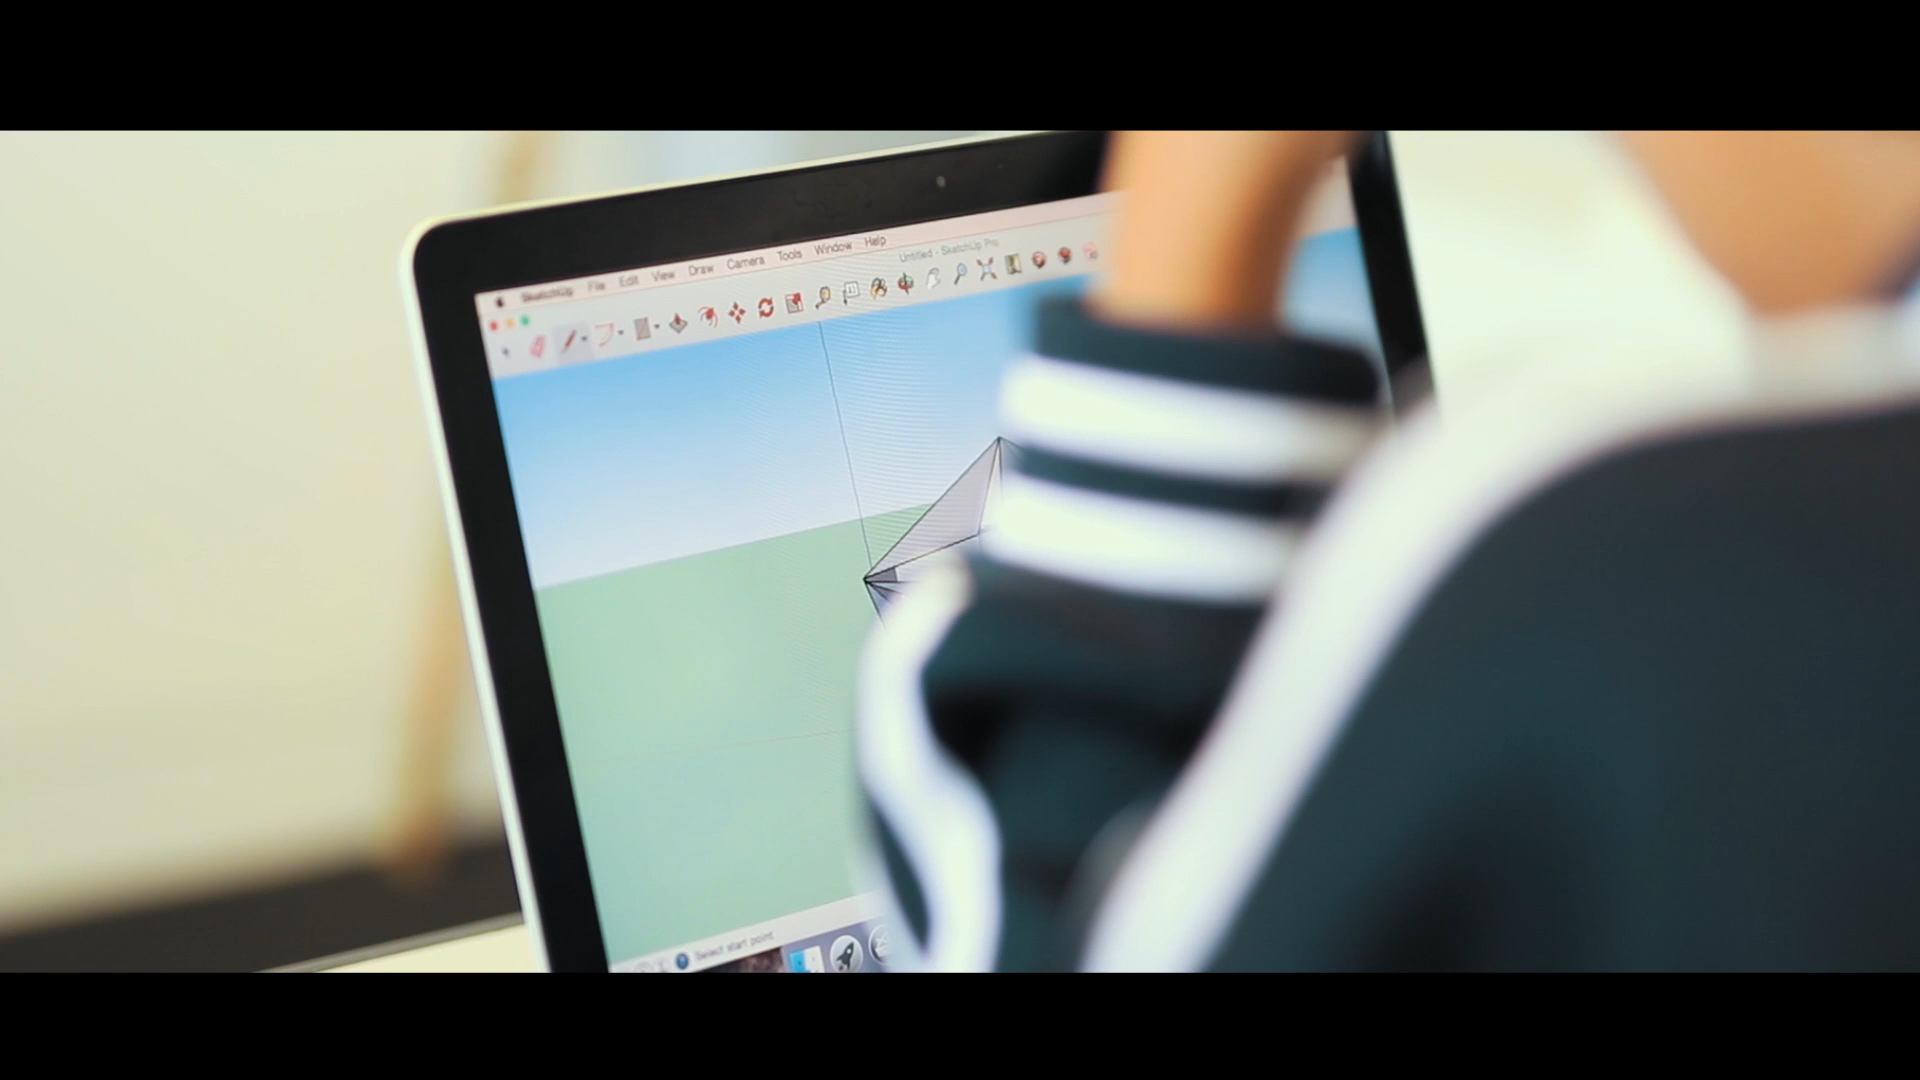 SketchUp File Edit View Draw Camera Tools Window Help
Untitled - SketchUp Pro
Select start point